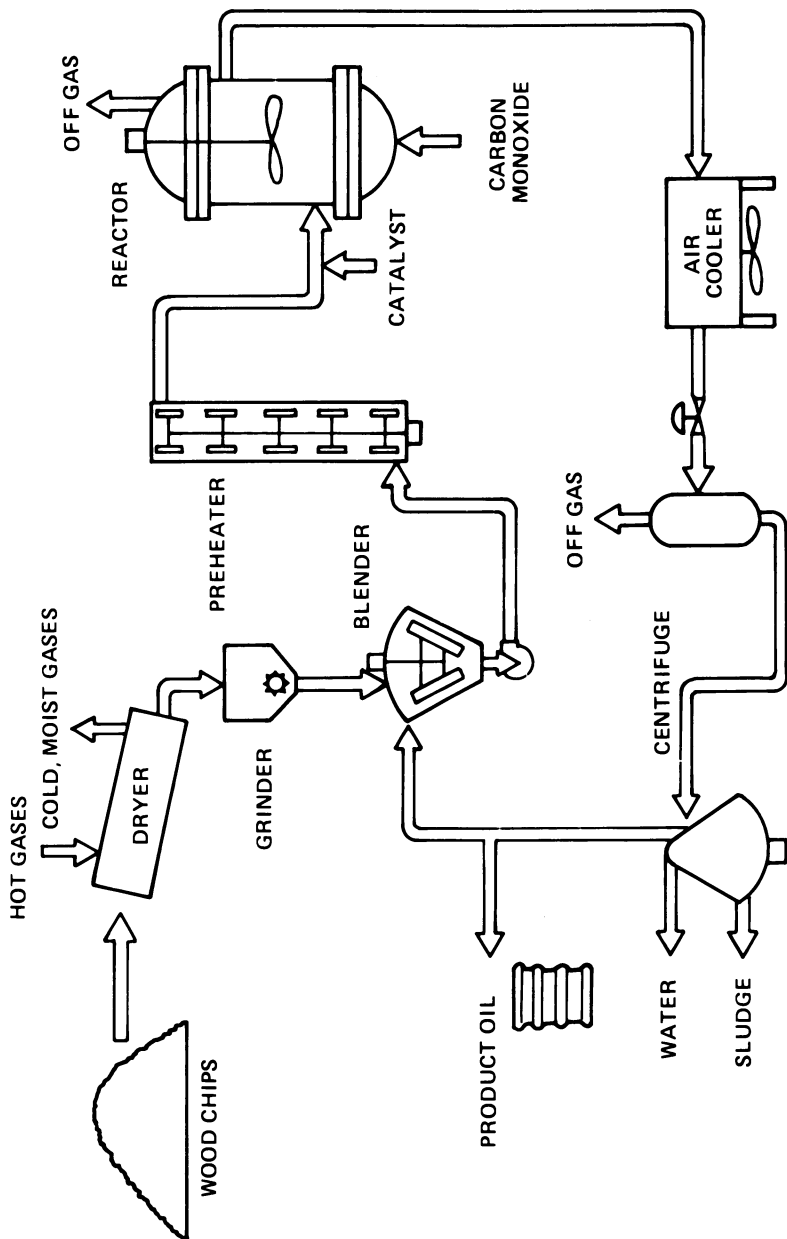 WOOD CHIPS
HOT GASES
COLD, MOIST GASES
DRYER
GRINDER
PREHEATER
BLENDER
REACTOR
OFF GAS
CATALYST
CARBON
MONOXIDE
AIR
COOLER
OFF GAS
CENTRIFUGE
PRODUCT OIL
WATER
SLUDGE